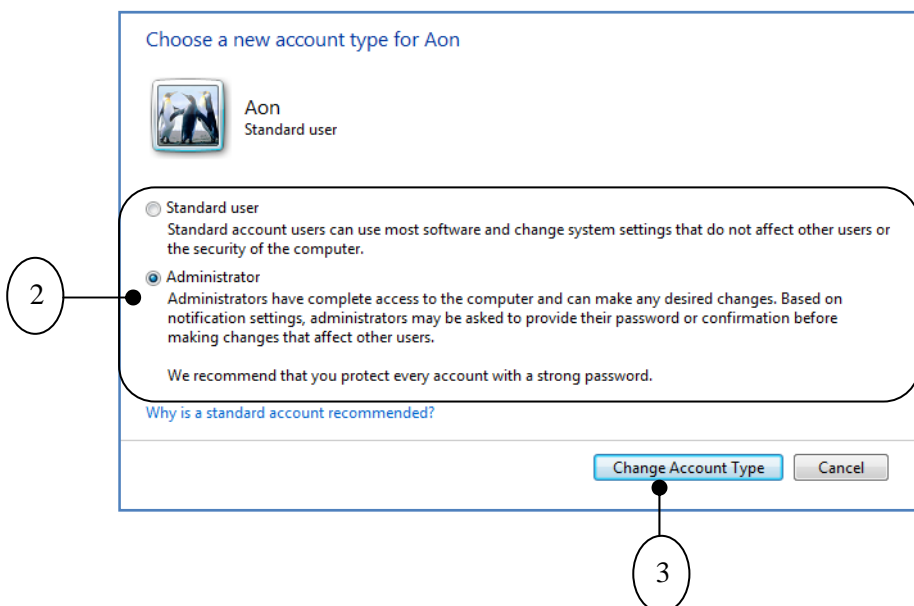 Choose a new account type for Aon
Aon
Standard user
Standard user
Standard account users can use most software and change system settings that do not affect other users or
the security of the computer.
Administrator
2
Administrators have complete access to the computer and can make any desired changes. Based on
notification settings, administrators may be asked to provide their password or confirmation before
making changes that affect other users.
We recommend that you protect every account with a strong password.
Why is a standard account recommended?
Change Account Type
Cancel
3